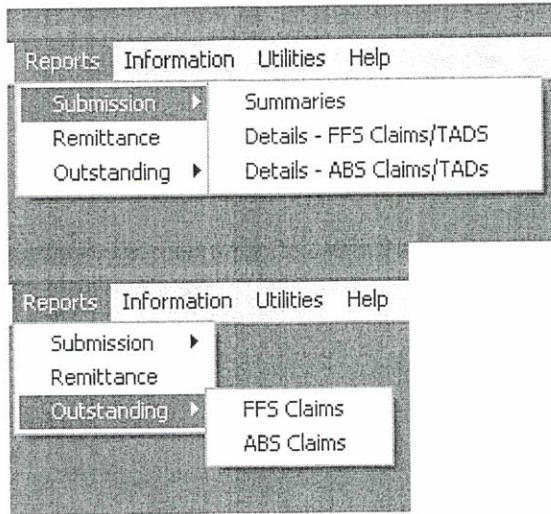 Reports Information Utilities Help
Submission Summaries
Remittance Details - FFS Claims/TADS
Outstanding Details - ABS Claims/TADs
Reports Information Utilities Help
Submission
Remittance
Outstanding FFS Claims
ABS Claims